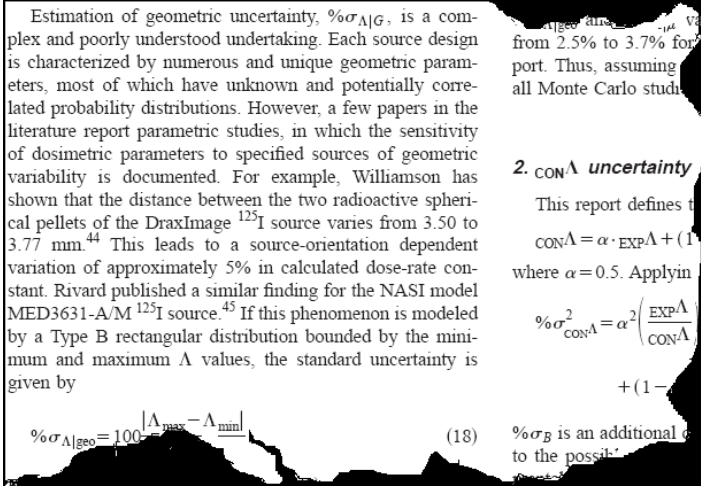 Estimation of geometric uncertainty, %σΛ|G, is a com-
plex and poorly understood undertaking. Each source design
is characterized by numerous and unique geometric param-
eters, most of which have unknown and potentially corre-
lated probability distributions. However, a few papers in the
literature report parametric studies, in which the sensitivity
of dosimetric parameters to specified sources of geometric
variability is documented. For example, Williamson has
shown that the distance between the two radioactive spheri-
cal pellets of the DraxImage ¹²⁵I source varies from 3.50 to
3.77 mm.⁴⁴ This leads to a source-orientation dependent
variation of approximately 5% in calculated dose-rate con-
stant. Rivard published a similar finding for the NASI model
MED3631-A/M ¹²⁵I source.⁴⁵ If this phenomenon is modeled
by a Type B rectangular distribution bounded by the mini-
mum and maximum Λ values, the standard uncertainty is
given by
%σΛ|geo = 100 |Λmax − Λmin| (18)
from 2.5% to 3.7% for
port. Thus, assuming
all Monte Carlo
2. CONΛ uncertainty
This report defines
CONΛ = α · EXPΛ + (1
where α = 0.5.
%σ²CONΛ = α²(EXPΛ / CONΛ
+ (1 −
%σB is an additional
to the